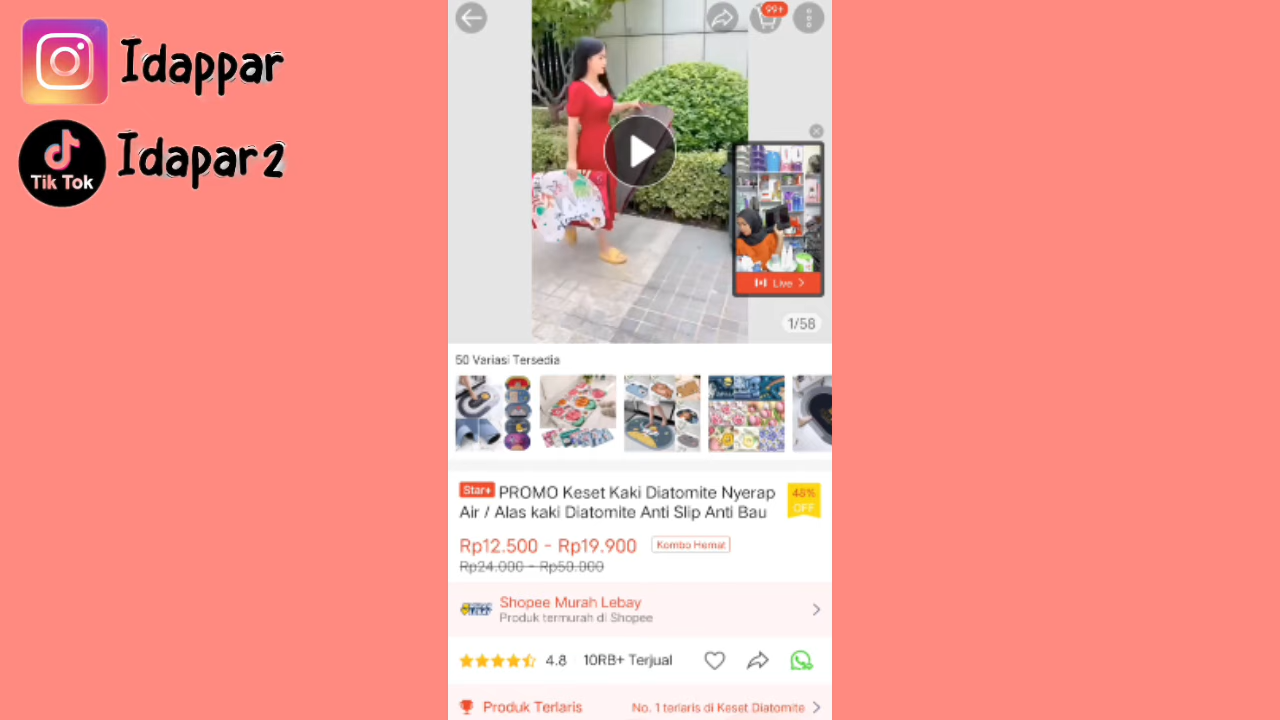 Idappar
Tik Tok
Idapar2
99+
Live
1/58
50 Variasi Tersedia
Star+ PROMO Keset Kaki Diatomite Nyerap
Air / Alas kaki Diatomite Anti Slip Anti Bau
48%
OFF
Rp12.500 - Rp19.900
Kombo Hemat
Rp24.000 - Rp50.000
Shopee Murah Lebay
Produk termurah di Shopee
4.8
10RB+ Terjual
Produk Terlaris
No. 1 terlaris di Keset Diatomite